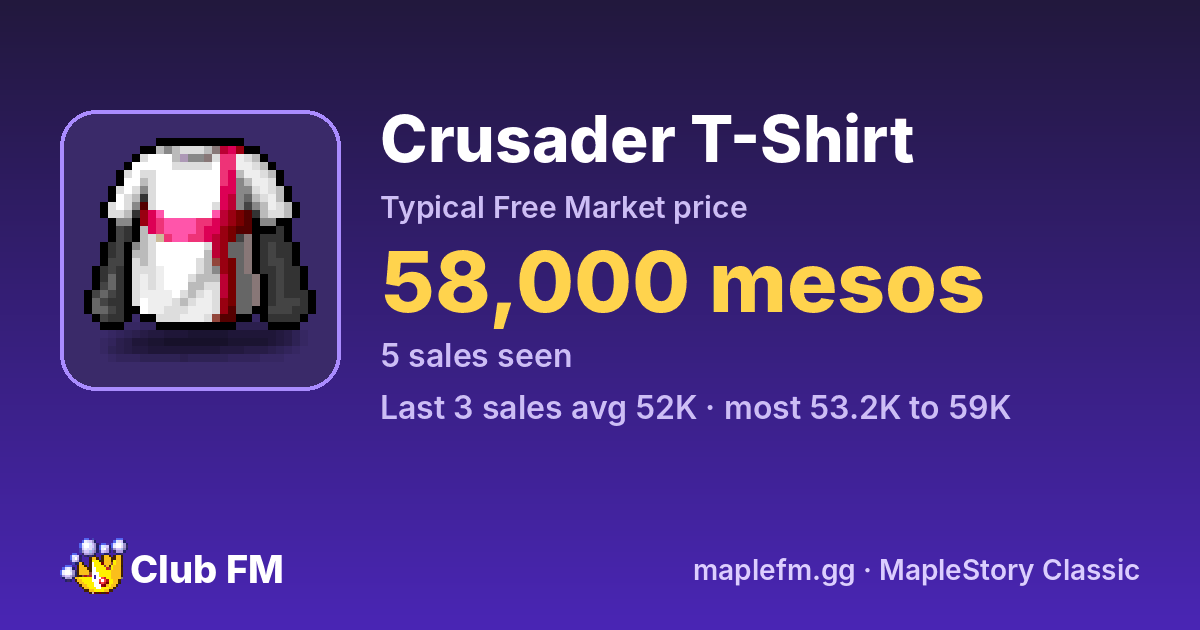 Crusader T-Shirt
Typical Free Market price
58,000 mesos
5 sales seen
Last 3 sales avg 52K · most 53.2K to 59K
Club FM
maplefm.gg · MapleStory Classic